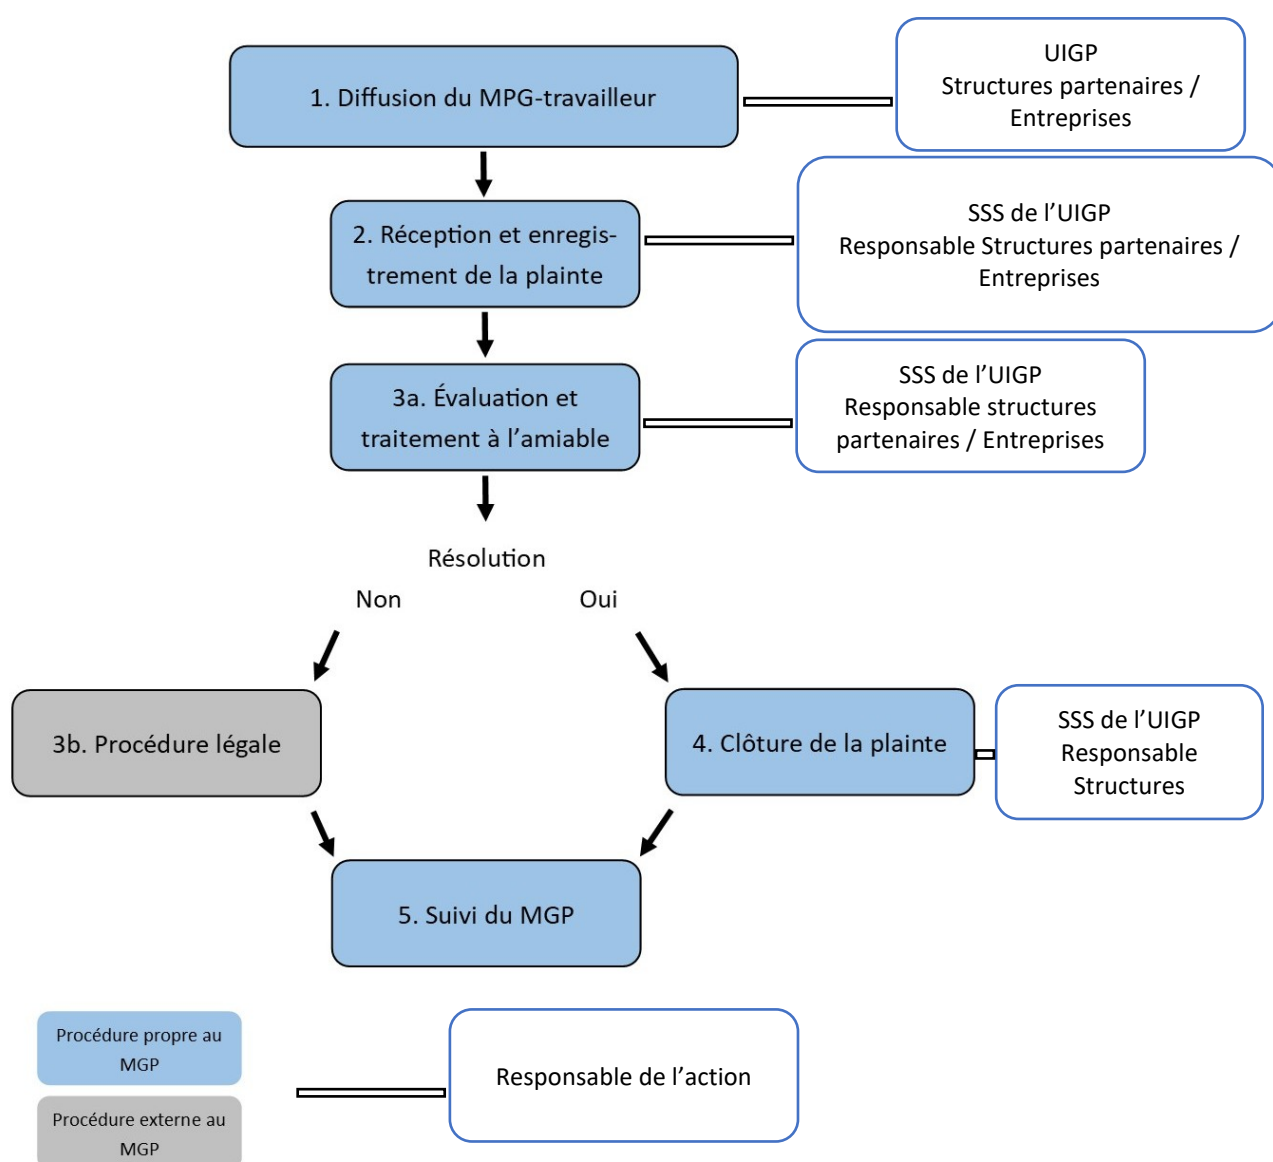 1. Diffusion du MPG-travailleur
UIGP
Structures partenaires /
Entreprises
2. Réception et enregis-
trement de la plainte
SSS de l’UIGP
Responsable Structures partenaires /
Entreprises
3a. Évaluation et
traitement à l’amiable
SSS de l’UIGP
Responsable structures
partenaires / Entreprises
Résolution
Non
Oui
3b. Procédure légale
4. Clôture de la plainte
SSS de l’UIGP
Responsable
Structures
5. Suivi du MGP
Procédure propre au
MGP
Responsable de l’action
Procédure externe au
MGP